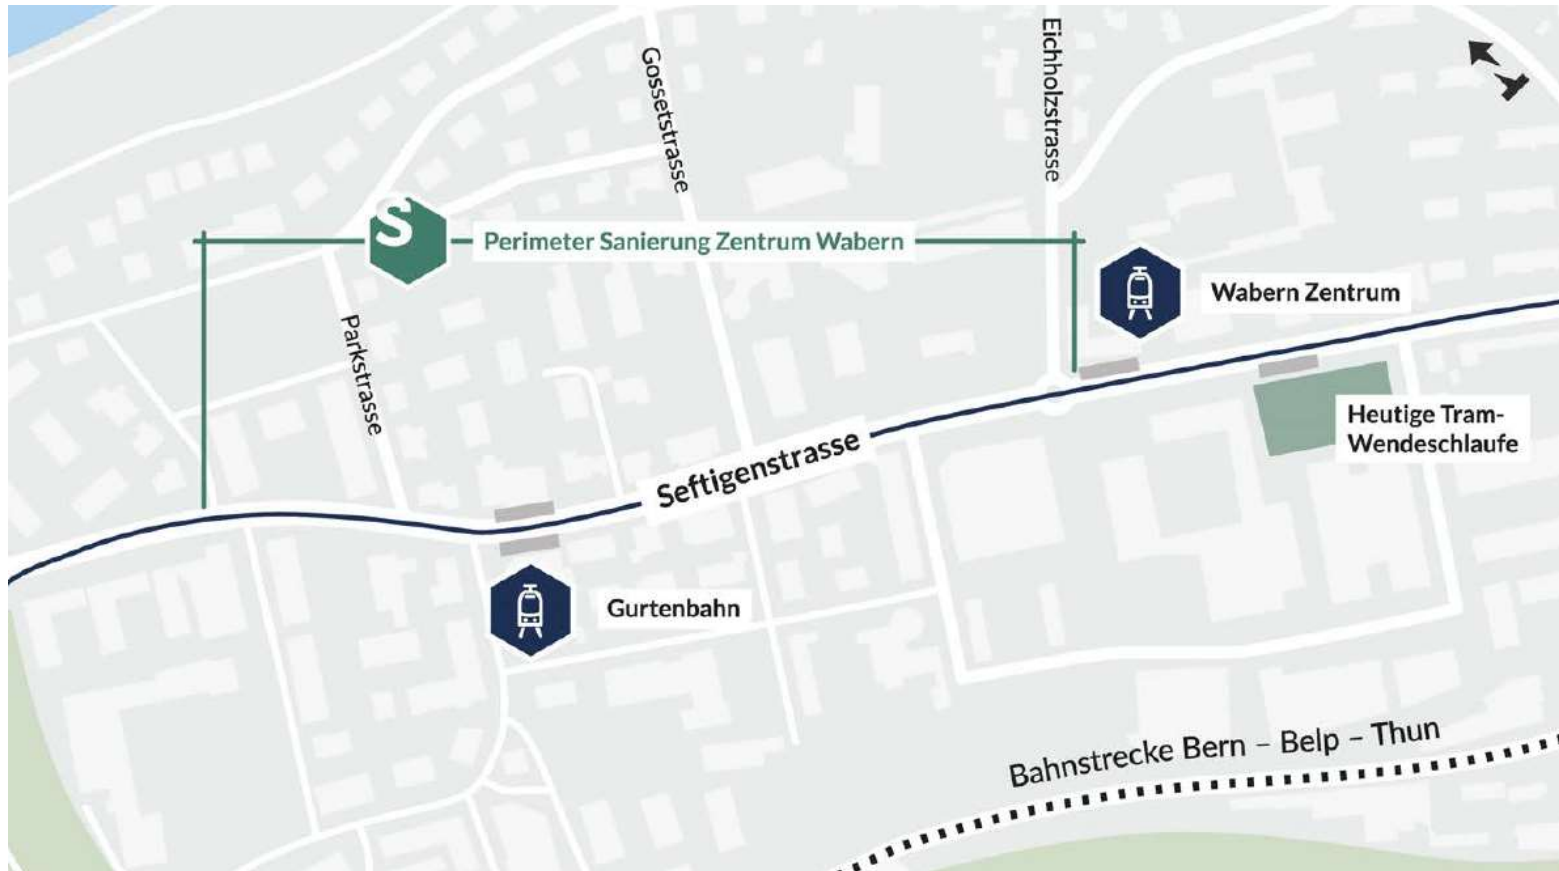 Gossetstrasse
Eichholzstrasse
S
Perimeter Sanierung Zentrum Wabern
Wabern Zentrum
Parkstrasse
Heutige Tram-
Wendeschlaufe
Seftigenstrasse
Gurtenbahn
Bahnstrecke Bern – Belp – Thun